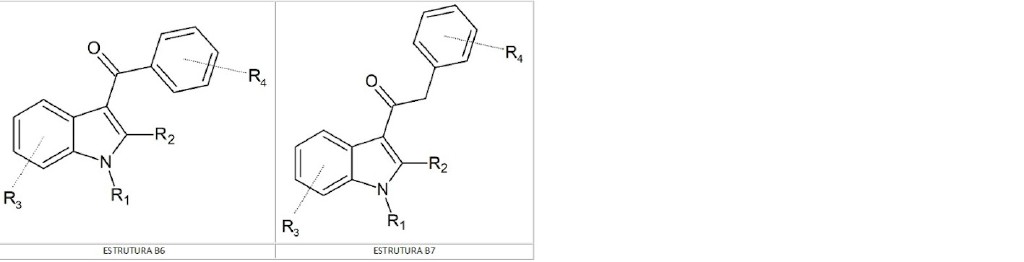 O
R₄
R₂
N
R₁
R₃
O
R₄
R₂
N
R₁
R₃
ESTRUTURA B6
ESTRUTURA B7